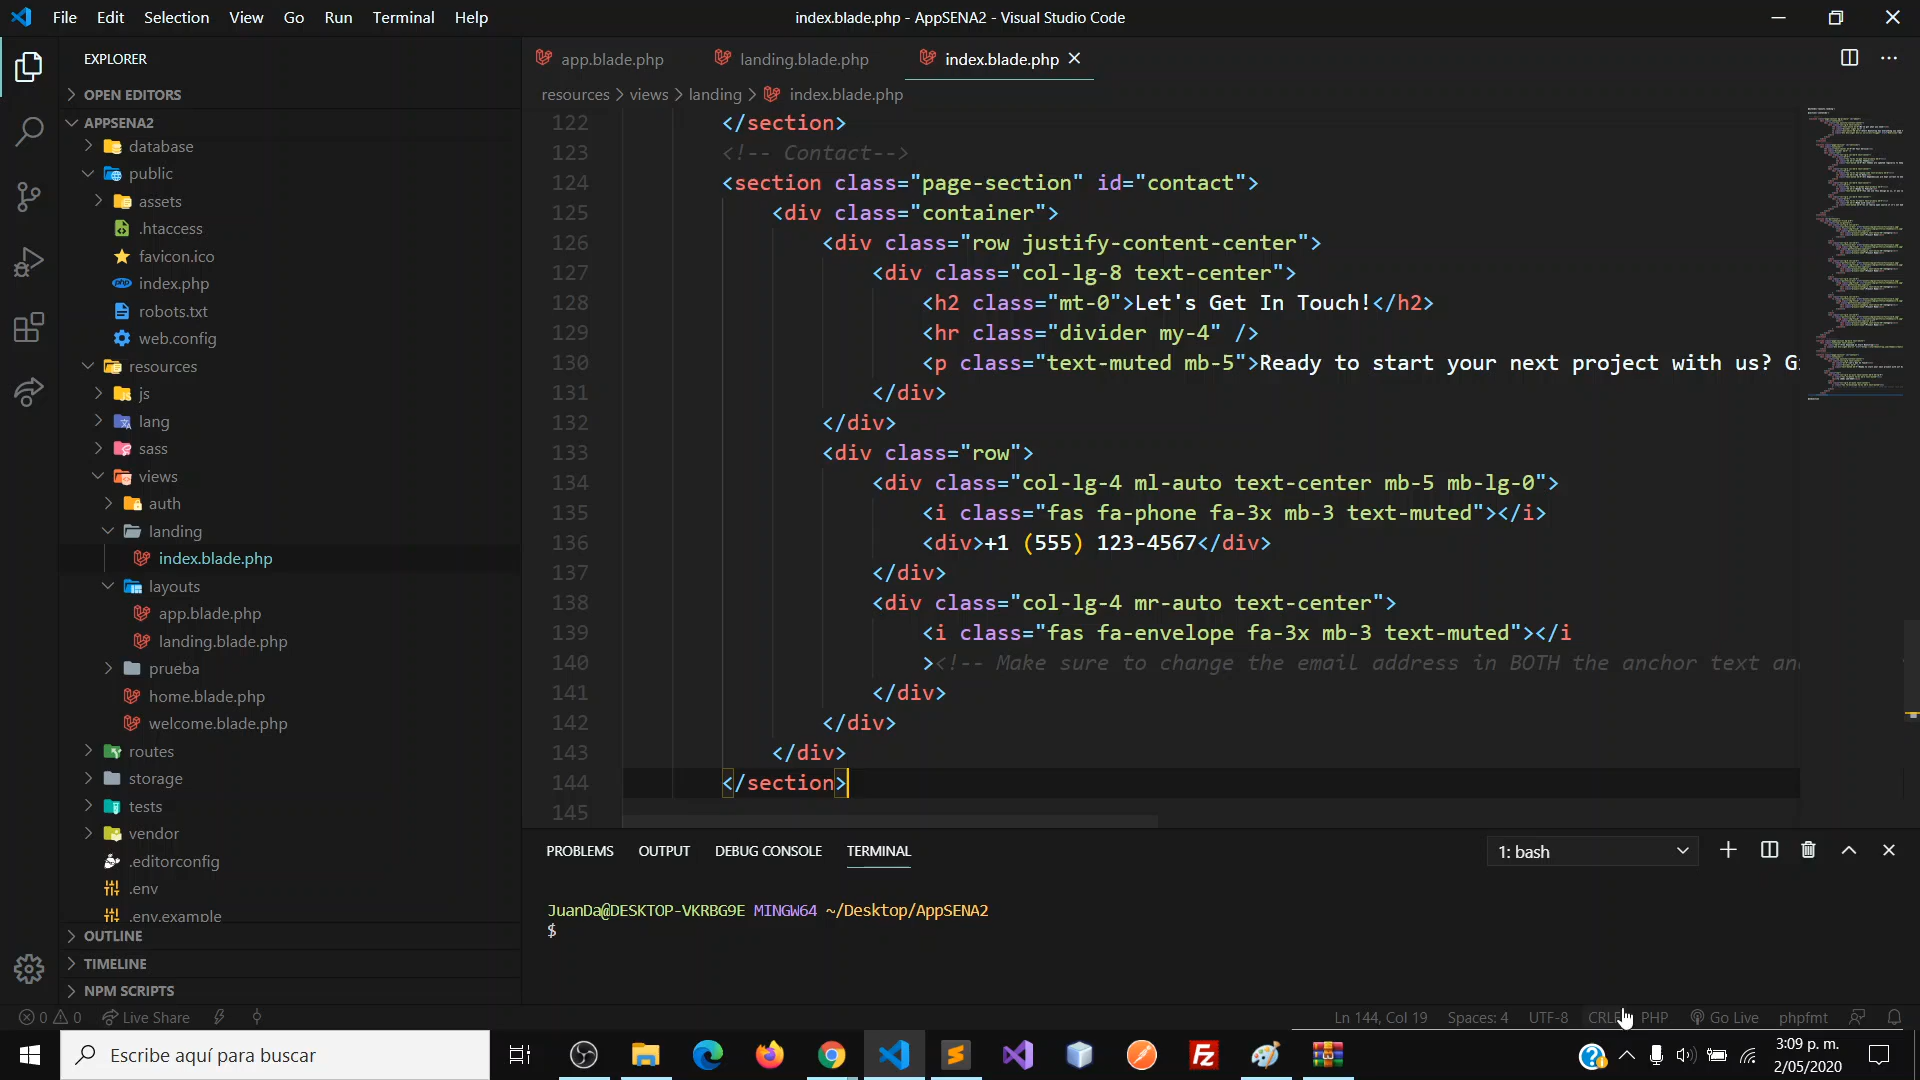 File Edit Selection View Go Run Terminal Help
index.blade.php - AppSENA2 - Visual Studio Code
EXPLORER
OPEN EDITORS
APPSENA2
database
public
assets
.htaccess
favicon.ico
index.php
robots.txt
web.config
resources
js
lang
sass
views
auth
landing
index.blade.php
layouts
app.blade.php
landing.blade.php
prueba
home.blade.php
welcome.blade.php
routes
storage
tests
vendor
.editorconfig
.env
.env.example
OUTLINE
TIMELINE
NPM SCRIPTS
app.blade.php landing.blade.php index.blade.php
resources > views > landing > index.blade.php
122 </section>
123 <!-- Contact-->
124 <section class="page-section" id="contact">
125 <div class="container">
126 <div class="row justify-content-center">
127 <div class="col-lg-8 text-center">
128 <h2 class="mt-0">Let's Get In Touch!</h2>
129 <hr class="divider my-4" />
130 <p class="text-muted mb-5">Ready to start your next project with us?
131 </div>
132 </div>
133 <div class="row">
134 <div class="col-lg-4 ml-auto text-center mb-5 mb-lg-0">
135 <i class="fas fa-phone fa-3x mb-3 text-muted"></i>
136 <div>+1 (555) 123-4567</div>
137 </div>
138 <div class="col-lg-4 mr-auto text-center">
139 <i class="fas fa-envelope fa-3x mb-3 text-muted"></i
140 ><!-- Make sure to change the email address in BOTH the anchor text
141 </div>
142 </div>
143 </div>
144 </section>
145
PROBLEMS OUTPUT DEBUG CONSOLE TERMINAL
1: bash
JuanDa@DESKTOP-VKRBG9E MINGW64 ~/Desktop/AppSENA2
$
0 0 Live Share
Ln 144, Col 19 Spaces: 4 UTF-8 CRLF PHP Go Live phpfmt
Escribe aquí para buscar
3:09 p. m.
2/05/2020